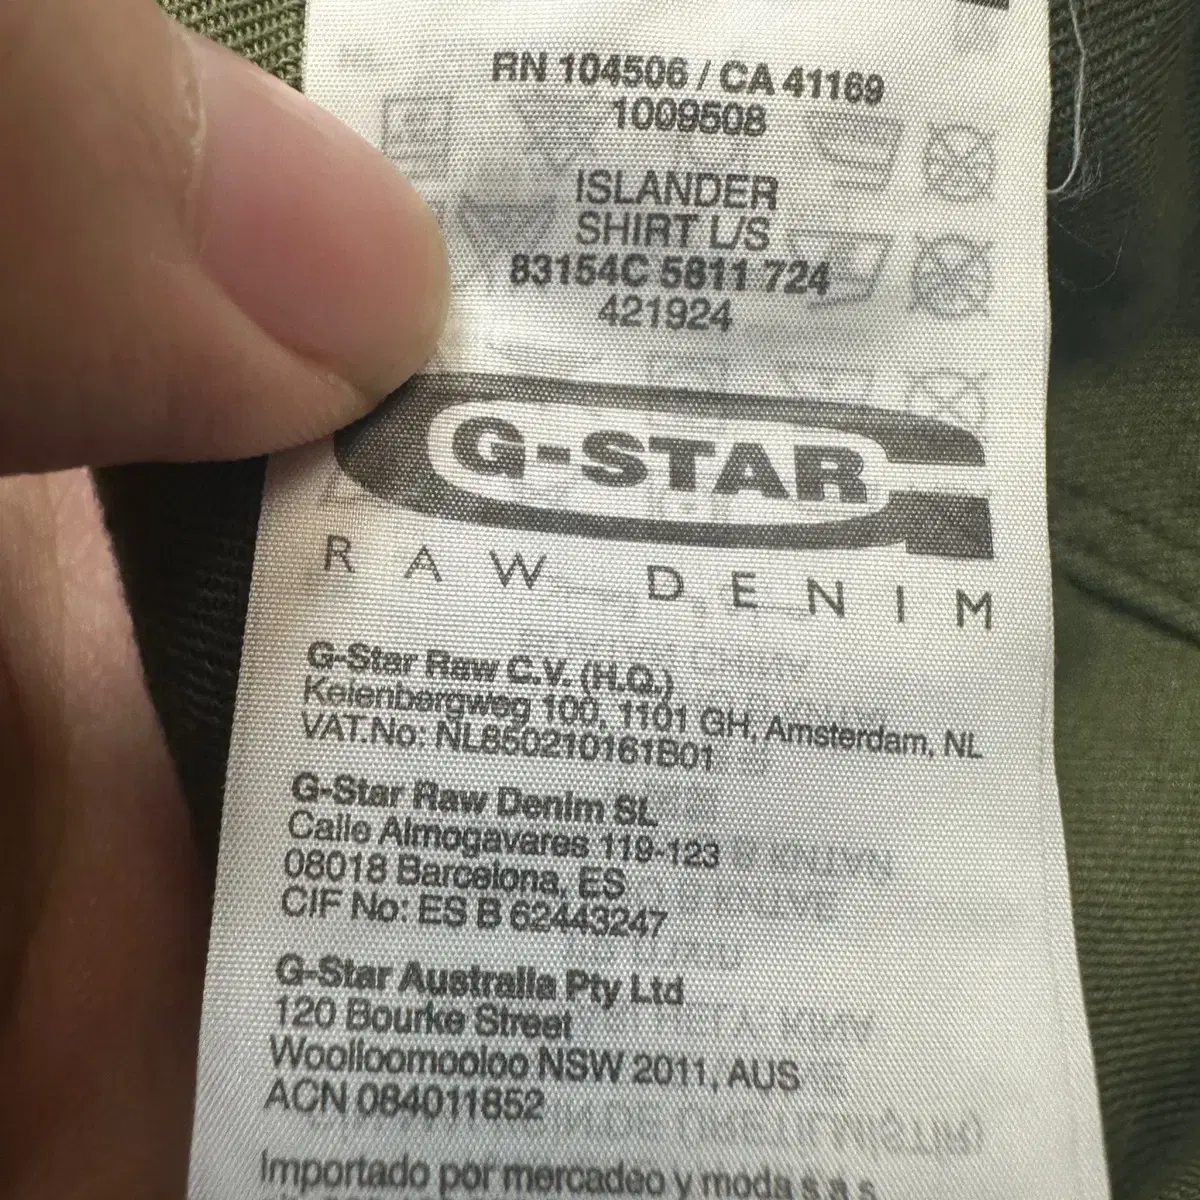 RN 104506 / CA 41169
1009508
ISLANDER
SHIRT L/S
83154C 5811 724
421924
G-STAR
RAW DENIM
G-Star Raw C.V. (H.Q.)
Keienbergweg 100, 1101 GH, Amsterdam, NL
VAT.No: NL850210161B01
G-Star Raw Denim SL
Calle Almogavares 119-123
08018 Barcelona, ES
CIF No: ES B 62443247
G-Star Australia Pty Ltd
120 Bourke Street
Woolloomooloo NSW 2011, AUS
ACN 084011852
Importado por mercadeo y moda s.a.s